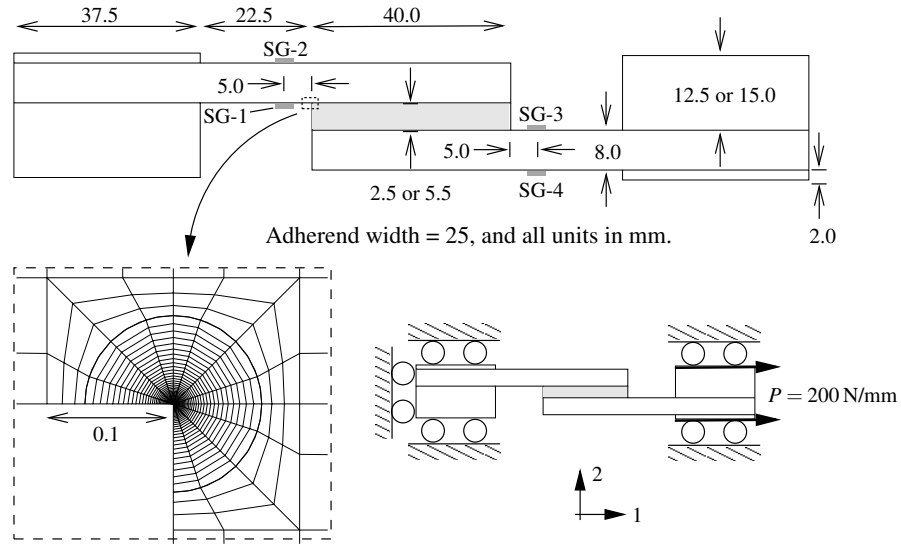 37.5 22.5 40.0
SG-2
5.0
SG-1
12.5 or 15.0
SG-3
5.0 8.0
SG-4
2.5 or 5.5
2.0
Adherend width = 25, and all units in mm.
0.1
P = 200 N/mm
2
1